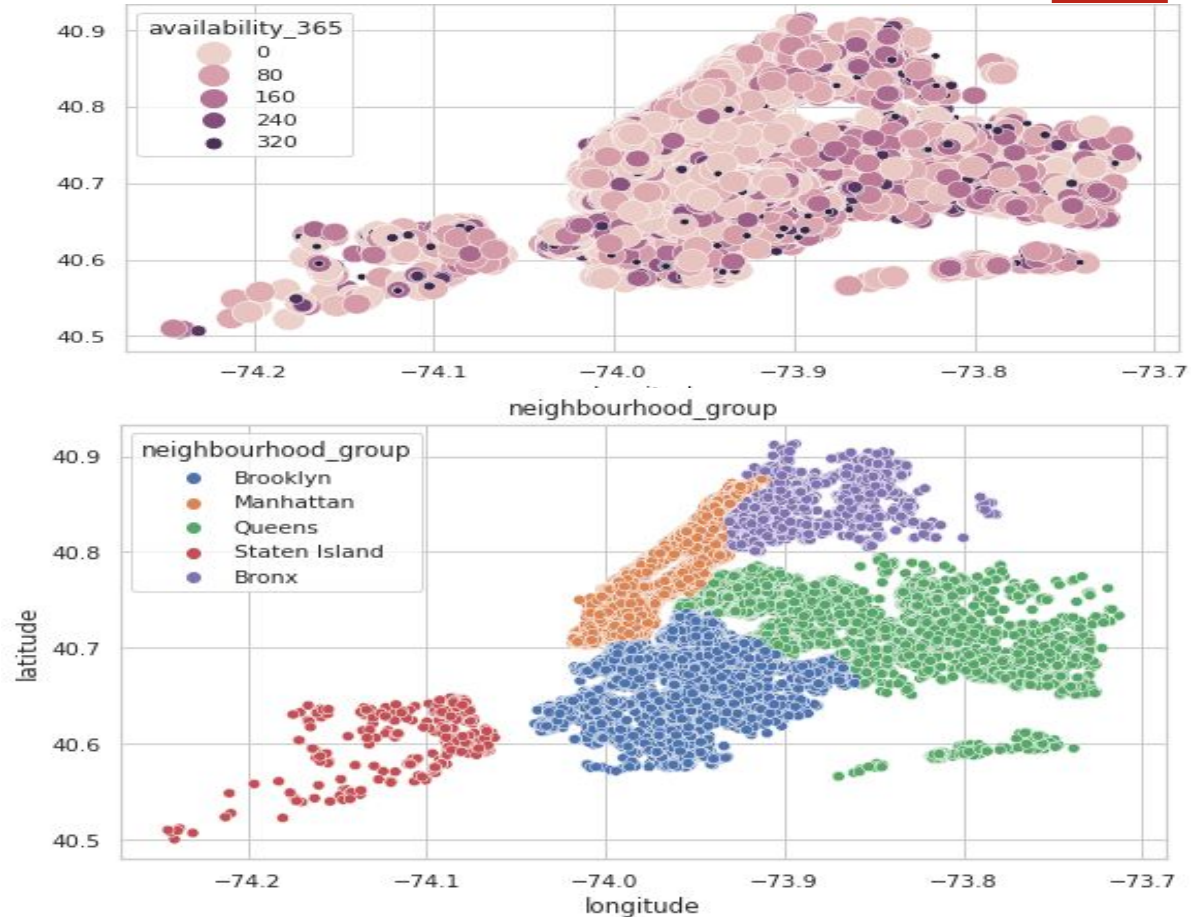 availability_365
0
80
160
240
320
40.9
40.8
40.7
40.6
40.5
−74.2 −74.1 −74.0 −73.9 −73.8 −73.7
neighbourhood_group
neighbourhood_group
Brooklyn
Manhattan
Queens
Staten Island
Bronx
40.9
40.8
40.7
40.6
40.5
latitude
−74.2 −74.1 −74.0 −73.9 −73.8 −73.7
longitude